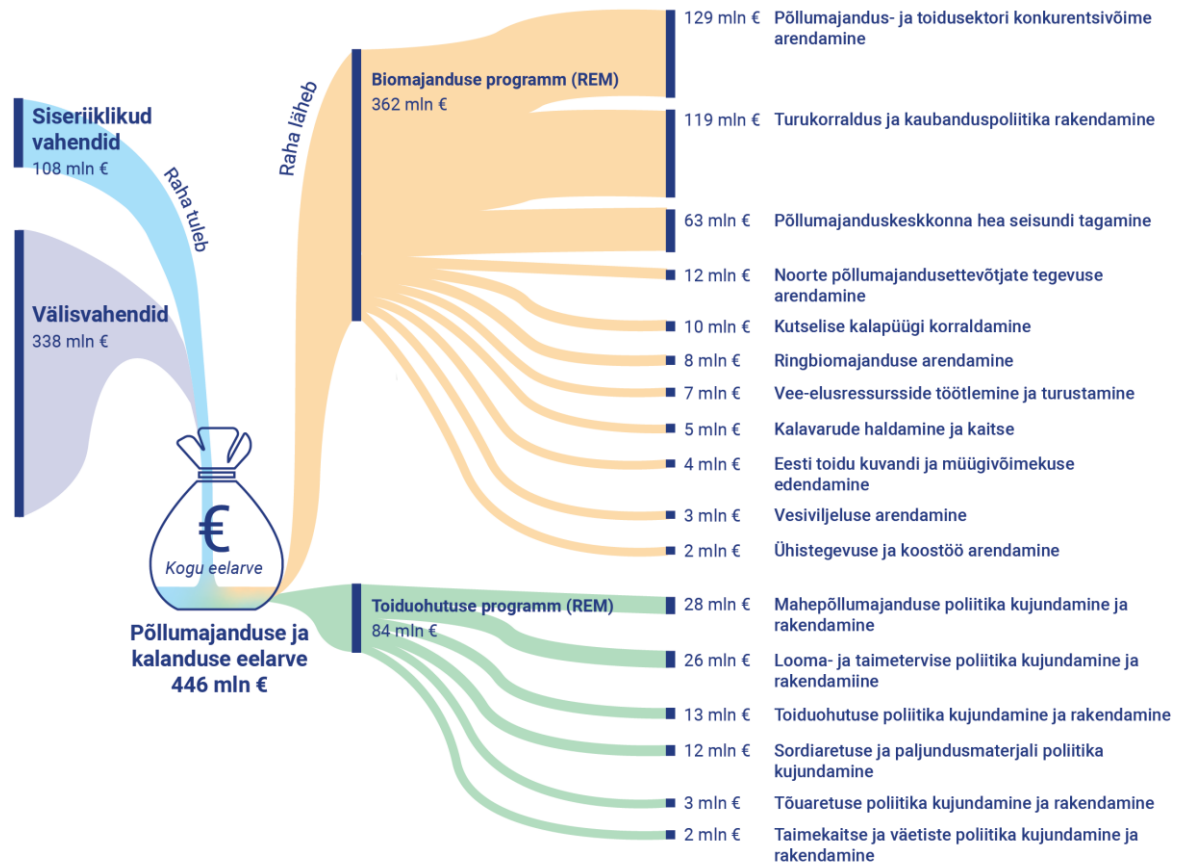 Siseriiklikud
vahendid
108 mln €
Raha tuleb
Välisvahendid
338 mln €
€
Kogu eelarve
Põllumajanduse ja
kalanduse eelarve
446 mln €
Raha läheb
Biomajanduse programm (REM)
362 mln €
129 mln € Põllumajandus- ja toidusektori konkurentsivõime
arendamine
119 mln € Turukorraldus ja kaubanduspoliitika rakendamine
63 mln € Põllumajanduskeskkonna hea seisundi tagamine
12 mln € Noorte põllumajandusettevõtjate tegevuse
arendamine
10 mln € Kutselise kalapüügi korraldamine
8 mln € Ringbiomajanduse arendamine
7 mln € Vee-elusressursside töötlemine ja turustamine
5 mln € Kalavarude haldamine ja kaitse
4 mln € Eesti toidu kuvandi ja müügivõimekuse
edendamine
3 mln € Vesiviljeluse arendamine
2 mln € Ühistegevuse ja koostöö arendamine
Toiduohutuse programm (REM)
84 mln €
28 mln € Mahepõllumajanduse poliitika kujundamine ja
rakendamine
26 mln € Looma- ja taimetervise poliitika kujundamine ja
rakendamiine
13 mln € Toiduohutuse poliitika kujundamine ja rakendamine
12 mln € Sordiaretuse ja paljundusmaterjali poliitika
kujundamine
3 mln € Tõuaretuse poliitika kujundamine ja rakendamine
2 mln € Taimekaitse ja väetiste poliitika kujundamine ja
rakendamine